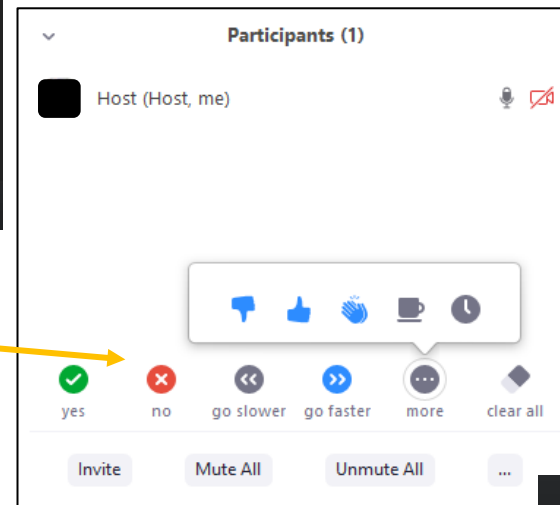 Participants (1)
Host (Host, me)
yes no go slower go faster more clear all
Invite Mute All Unmute All ...